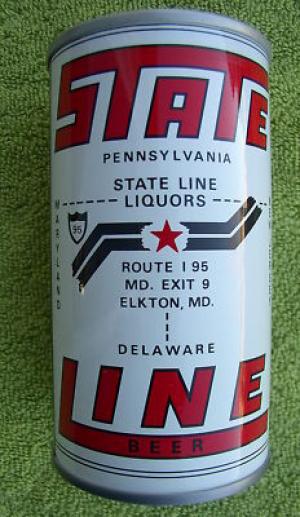 STATE
PENNSYLVANIA
STATE LINE
LIQUORS
MARYLAND
95
ROUTE I 95
MD. EXIT 9
ELKTON, MD.
DELAWARE
LINE
BEER